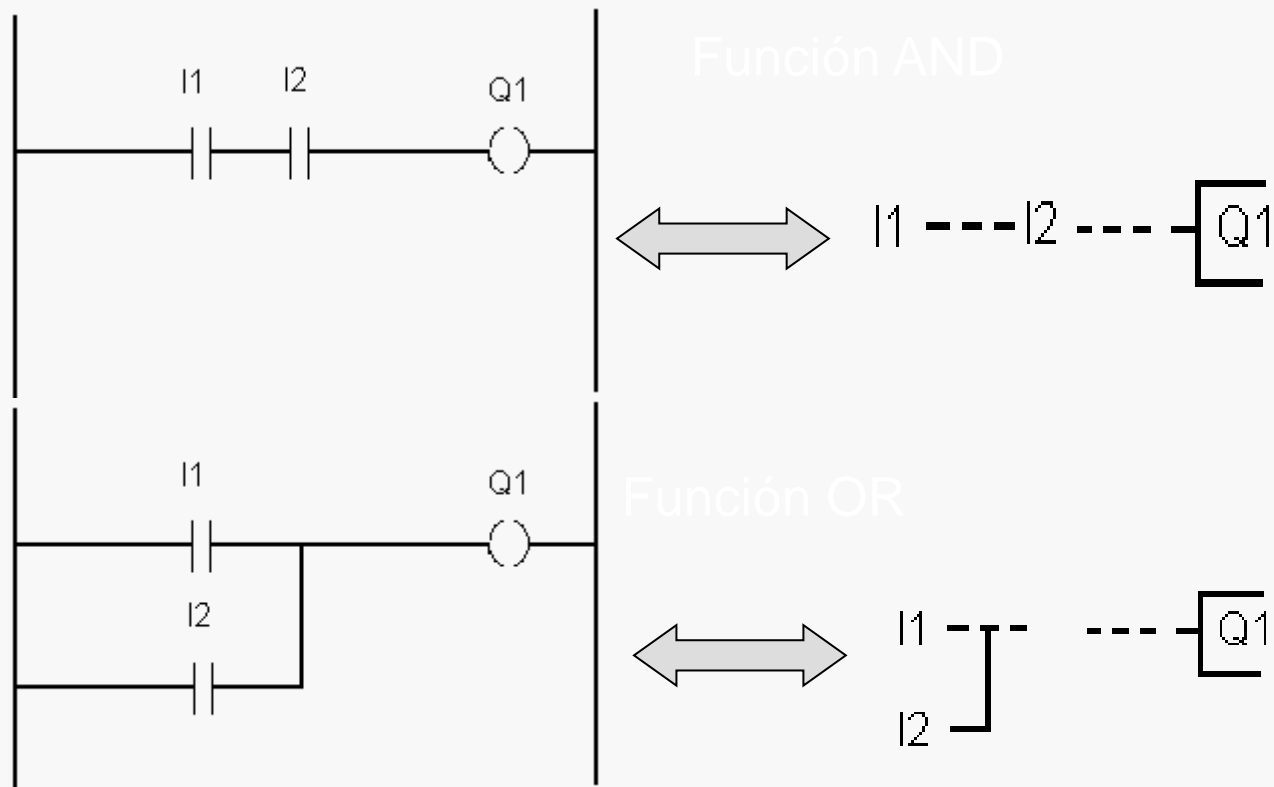 Función AND
I1 I2 Q1
I1 I2 Q1
Función OR
I1 Q1
I2
I1 Q1
I2